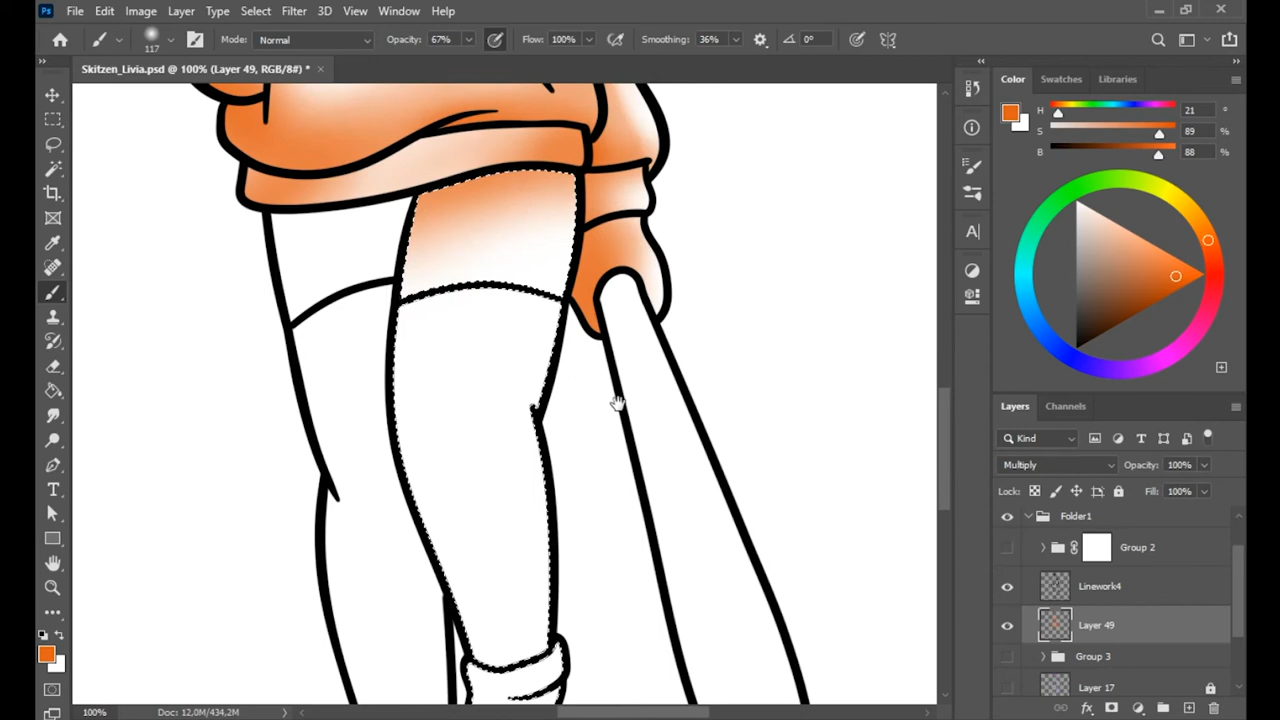 Ps File Edit Image Layer Type Select Filter 3D View Window Help
117 Mode: Normal Opacity: 67% Flow: 100% Smoothing: 36% 0°
Skitzen_Livia.psd @ 100% (Layer 49, RGB/8#) * ×
Color Swatches Libraries
H 21 °
S 89 %
B 88 %
Layers Channels
Kind
Multiply Opacity: 100%
Lock: Fill: 100%
Folder1
Group 2
Linework4
Layer 49
Group 3
Layer 17
100% Doc: 12,0M/434,2M